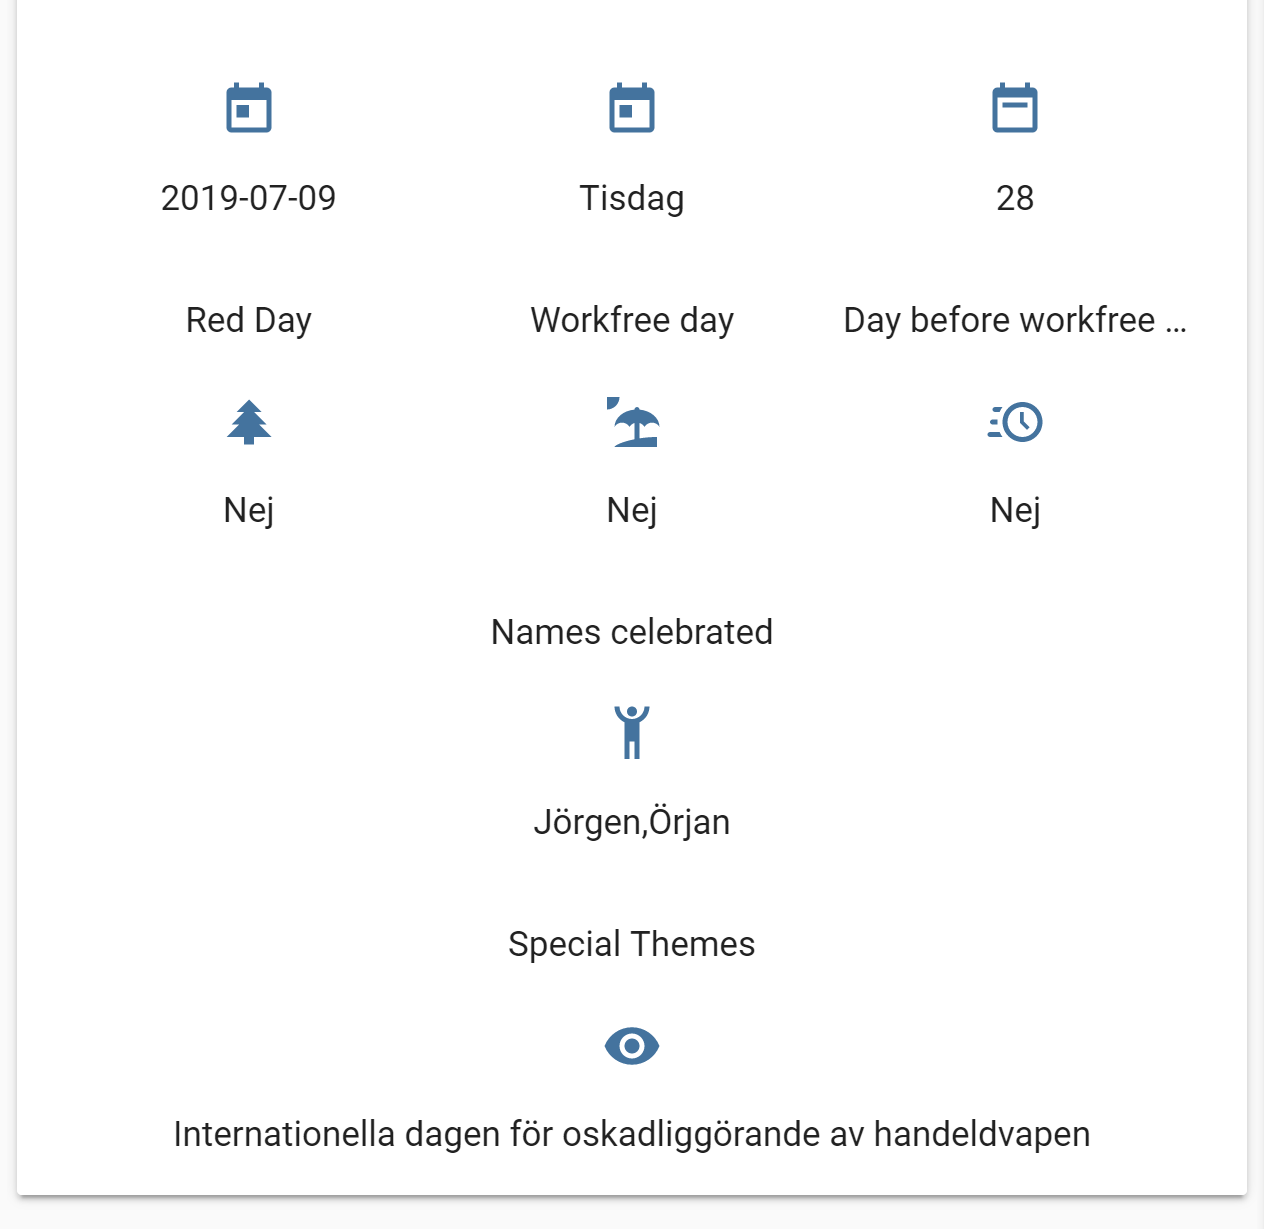 2019-07-09 Tisdag 28
Red Day Workfree day Day before workfree ...
Nej Nej Nej
Names celebrated
Jörgen,Örjan
Special Themes
Internationella dagen för oskadliggörande av handeldvapen